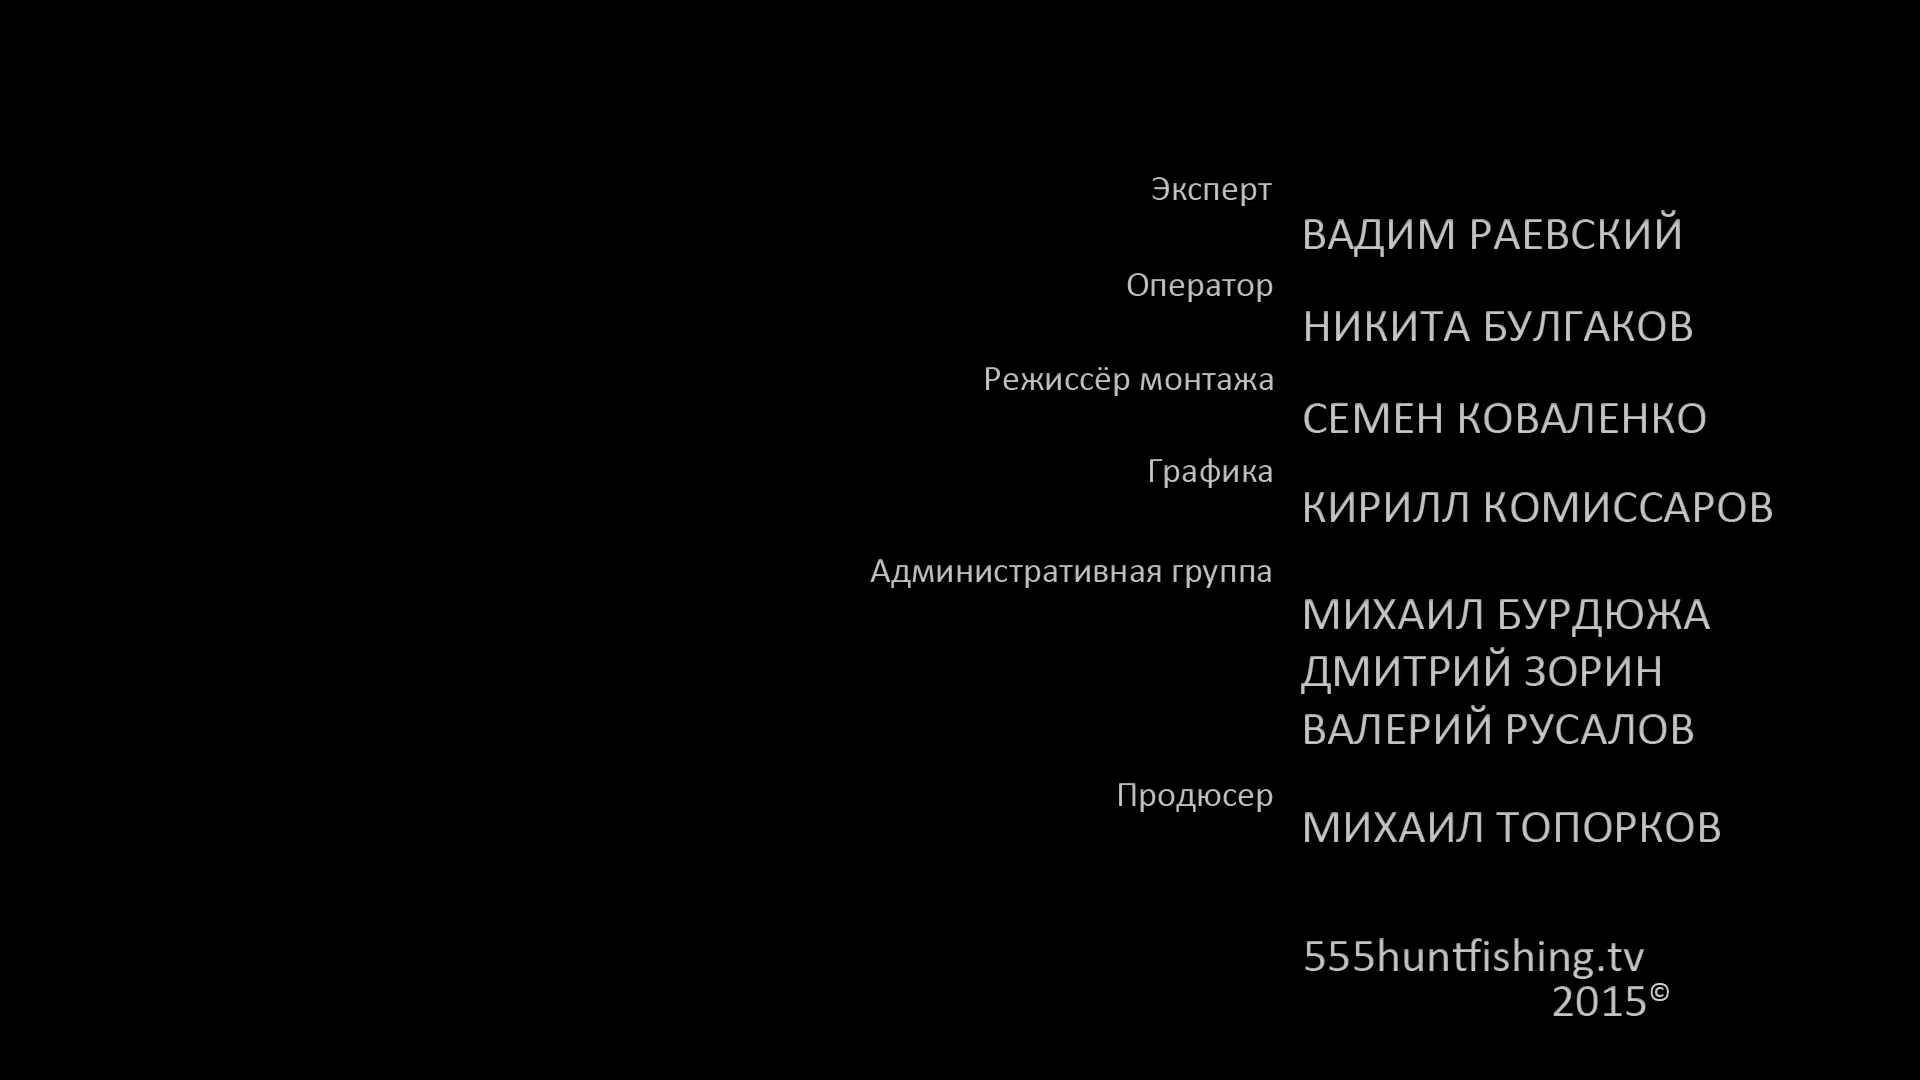 Эксперт
ВАДИМ РАЕВСКИЙ
Оператор
НИКИТА БУЛГАКОВ
Режиссёр монтажа
СЕМЕН КОВАЛЕНКО
Графика
КИРИЛЛ КОМИССАРОВ
Административная группа
МИХАИЛ БУРДЮЖА
ДМИТРИЙ ЗОРИН
ВАЛЕРИЙ РУСАЛОВ
Продюсер
МИХАИЛ ТОПОРКОВ
555huntfishing.tv
2015©